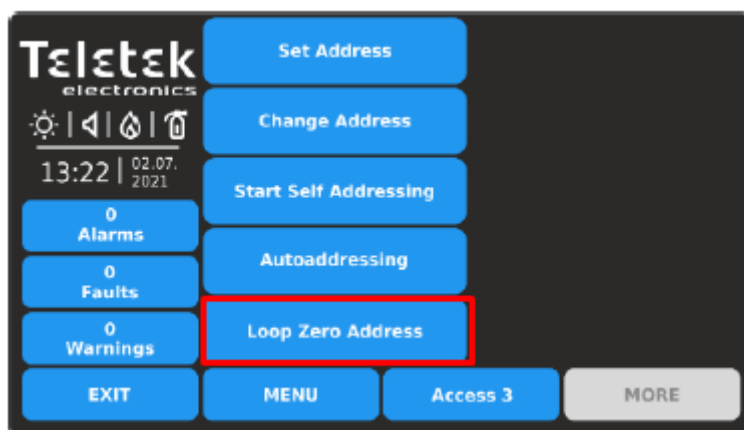 Tεlεtεk
electronics
13:22
02.07.
2021
0
Alarms
0
Faults
0
Warnings
Set Address
Change Address
Start Self Addressing
Autoaddressing
Loop Zero Address
EXIT
MENU
Access 3
MORE